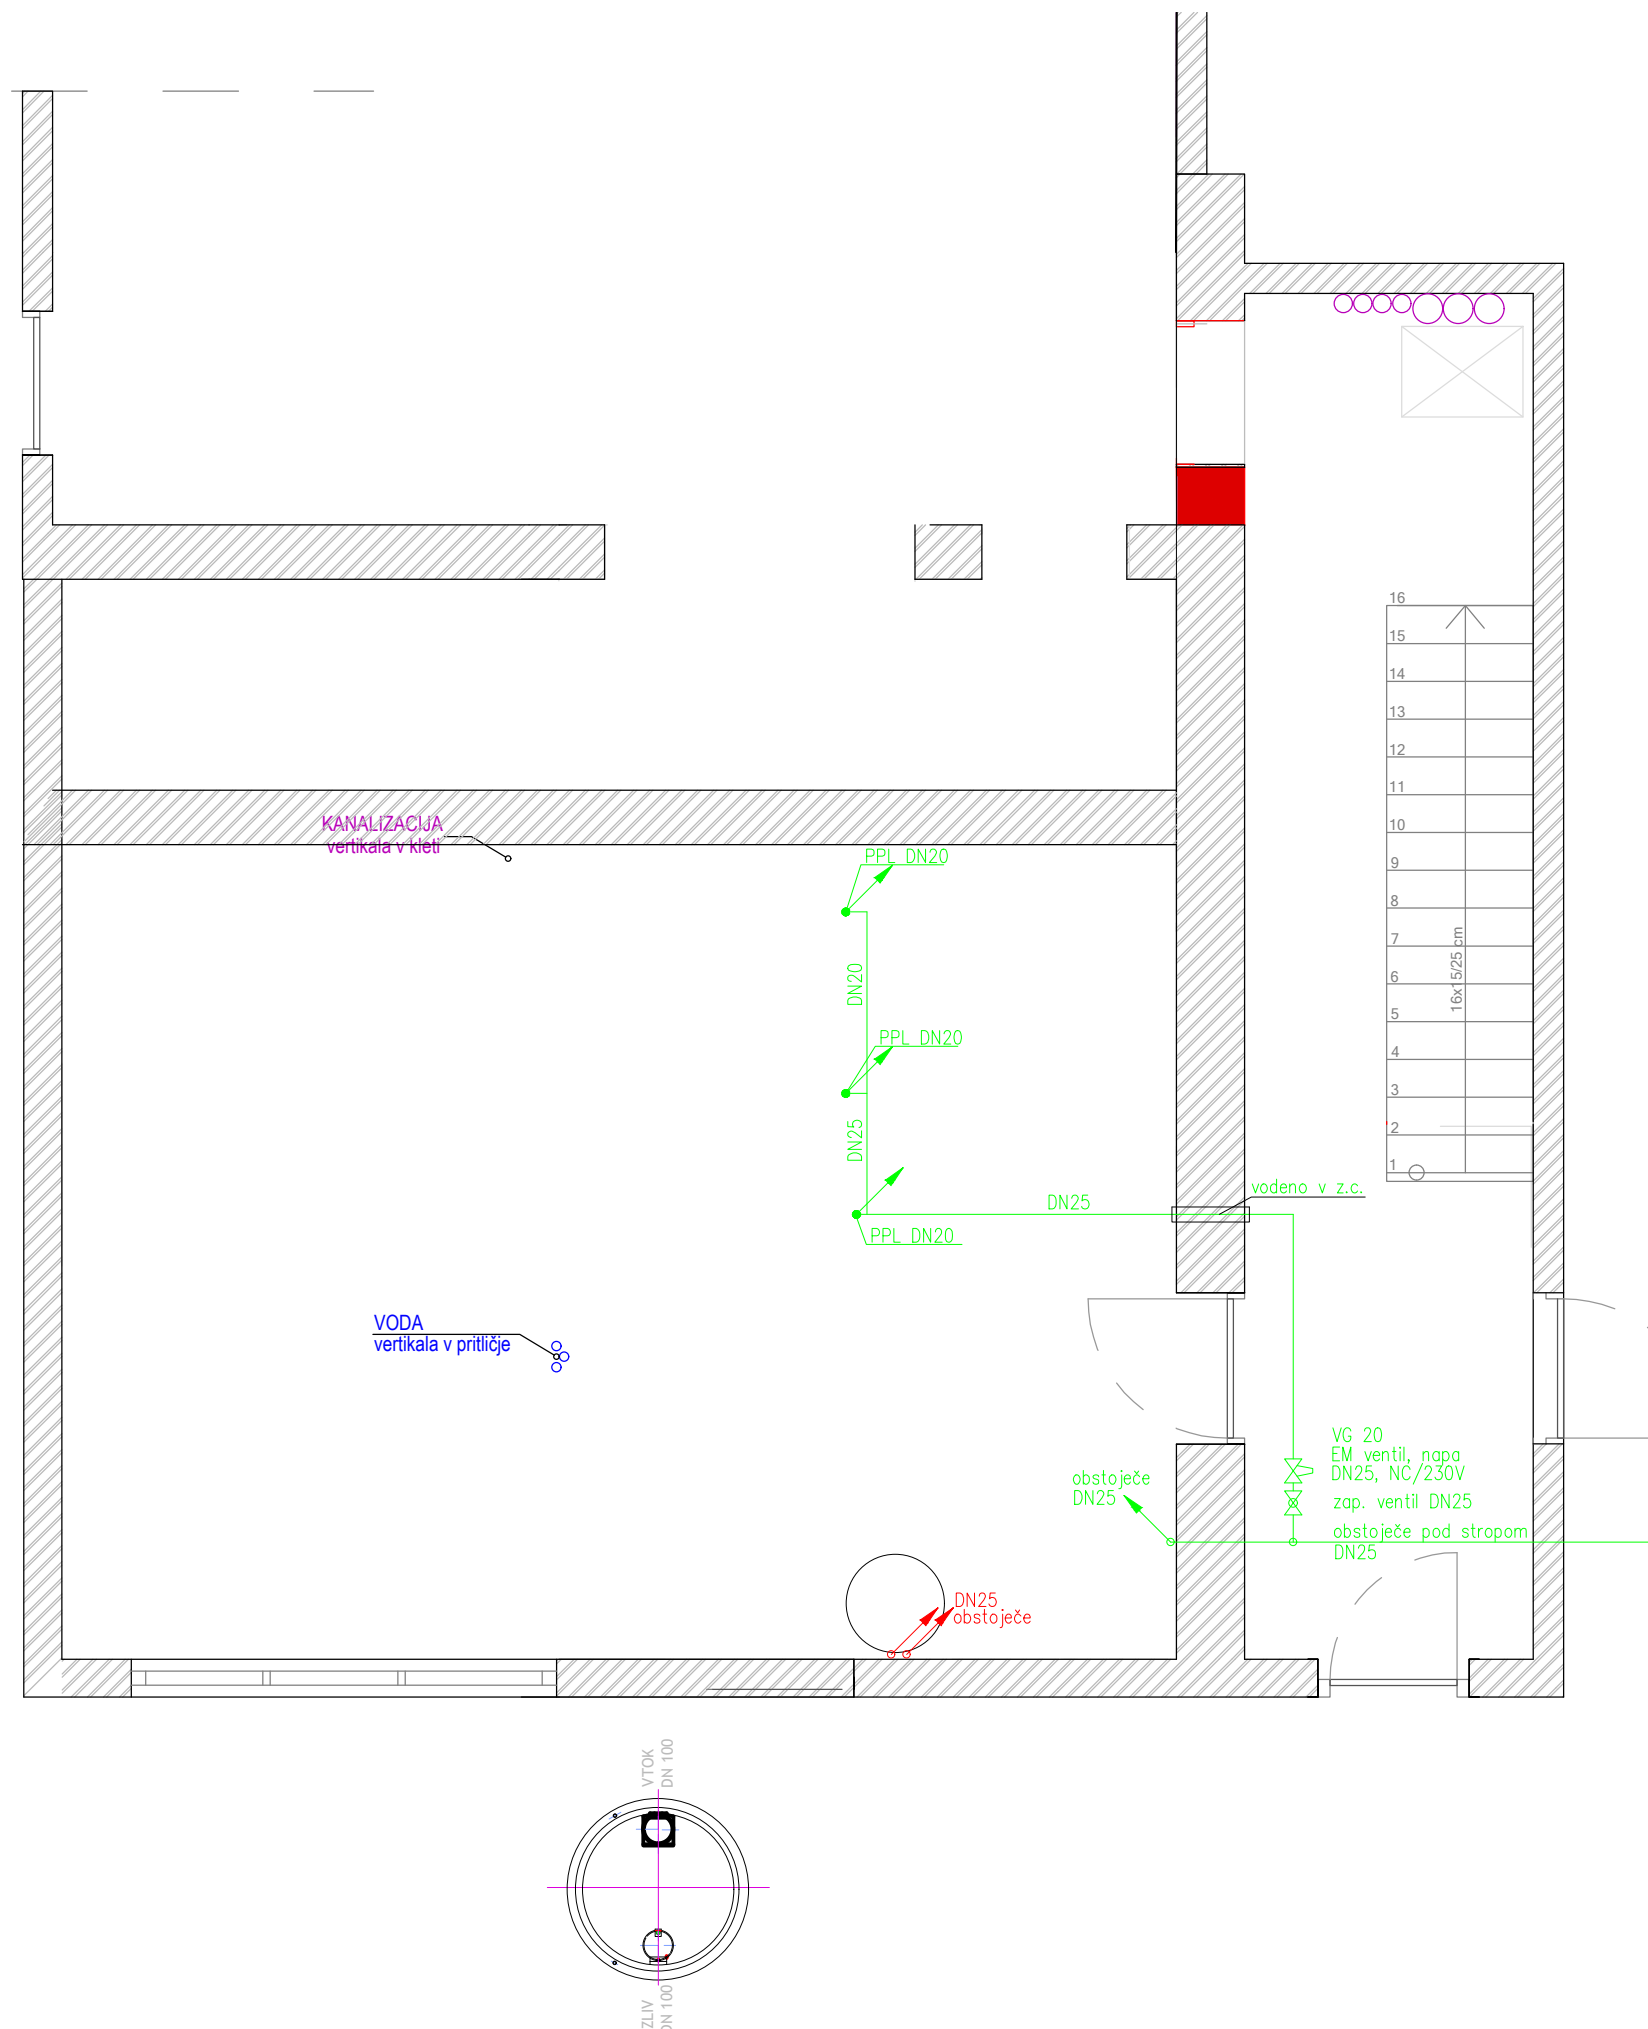 16
15
14
13
12
11
10
9
8
7
6
5
4
3
2
1
16x15/25 cm
KANALIZACIJA
vertikala v kleti
PPL DN20
DN20
PPL DN20
DN25
vodeno v z.c.
DN25
PPL DN20
VODA
vertikala v pritličje
VG 20
EM ventil, napa
DN25, NC/230V
zap. ventil DN25
obstoječe
DN25
obstoječe pod stropom
DN25
DN25
obstoječe
VTOK
DN 100
ZLIV
DN 100